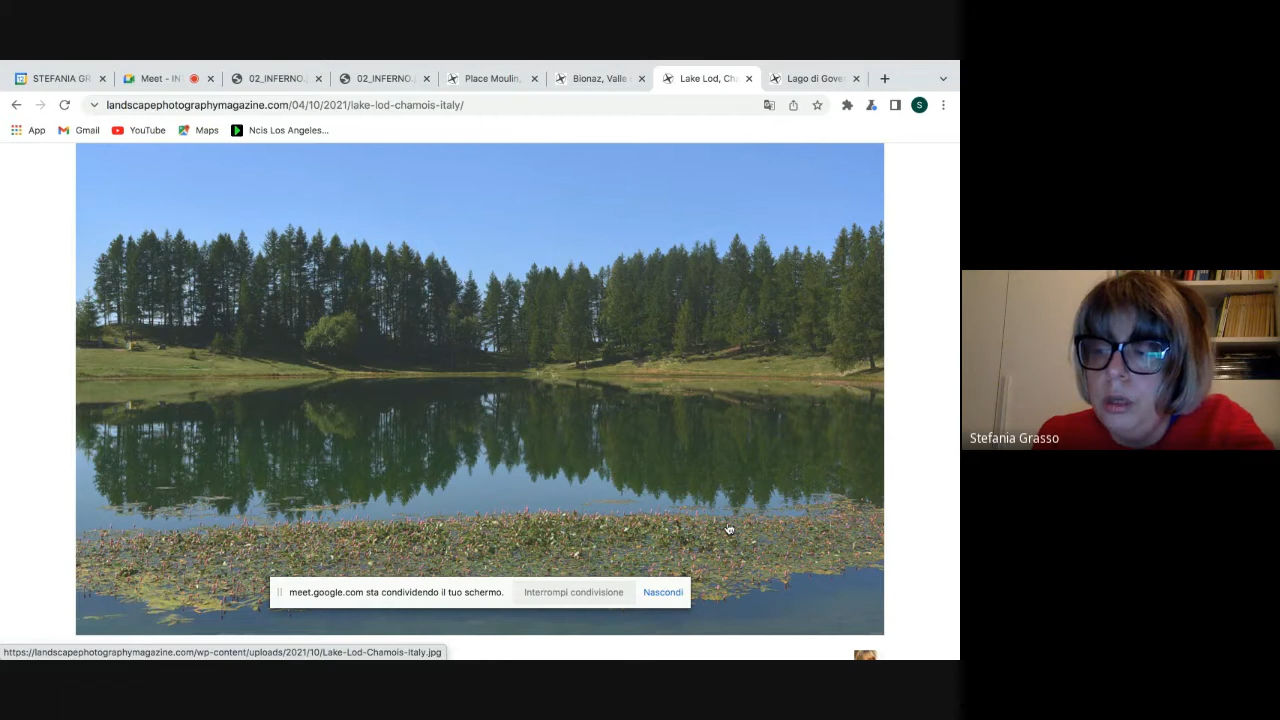 STEFANIA GR
Meet - IN
02_INFERNO.
02_INFERNO.
Place Moulin,
Bionaz, Valle
Lake Lod, Ch
Lago di Gove
landscapephotographymagazine.com/04/10/2021/lake-lod-chamois-italy/
App
Gmail
YouTube
Maps
Ncis Los Angeles...
Stefania Grasso
meet.google.com sta condividendo il tuo schermo.
Interrompi condivisione
Nascondi
https://landscapephotographymagazine.com/wp-content/uploads/2021/10/Lake-Lod-Chamois-Italy.jpg